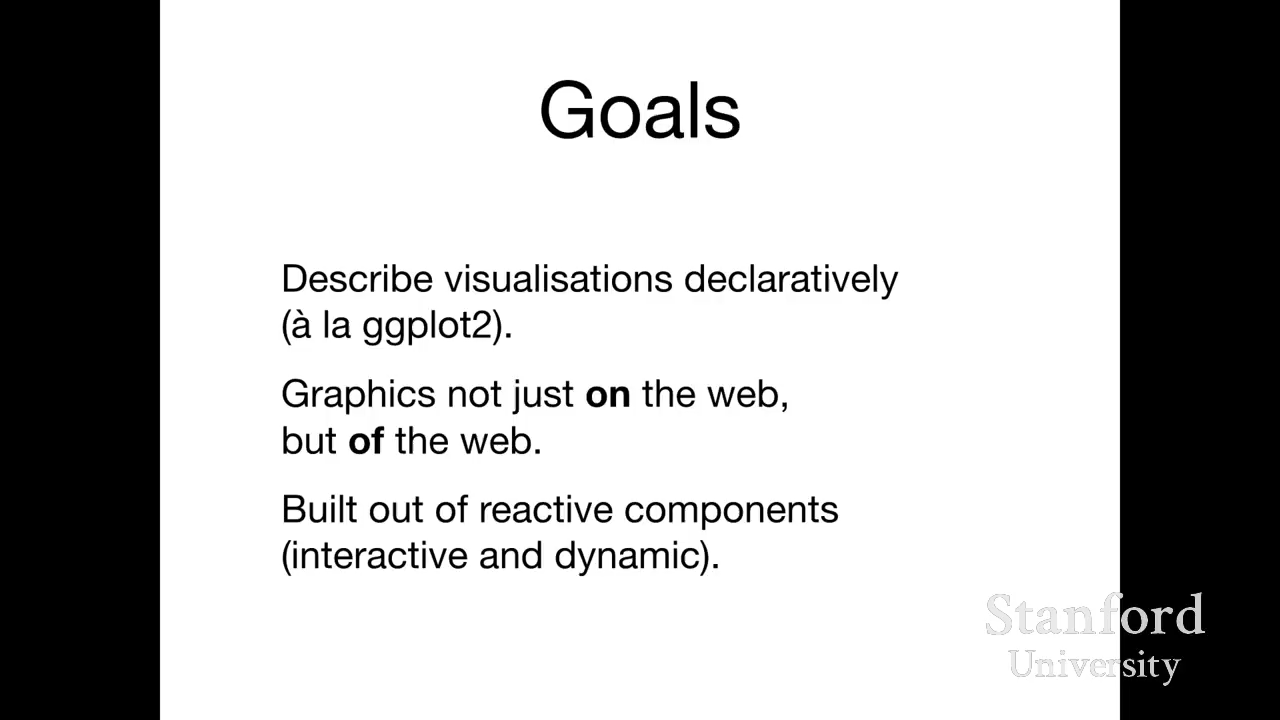 Goals
Describe visualisations declaratively
(à la ggplot2).
Graphics not just on the web,
but of the web.
Built out of reactive components
(interactive and dynamic).
Stanford
University